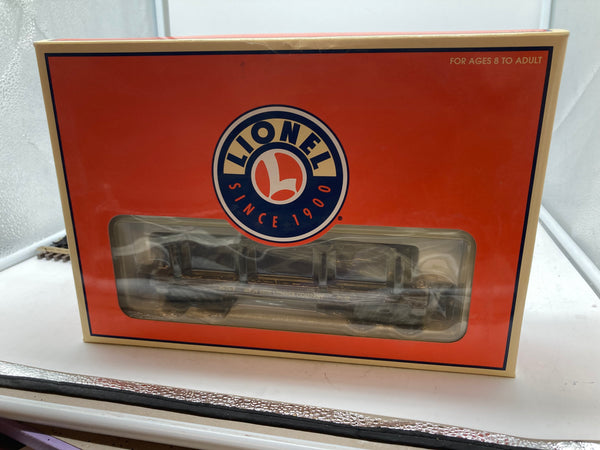 FOR AGES 8 TO ADULT
LIONEL
L
SINCE 1900
®